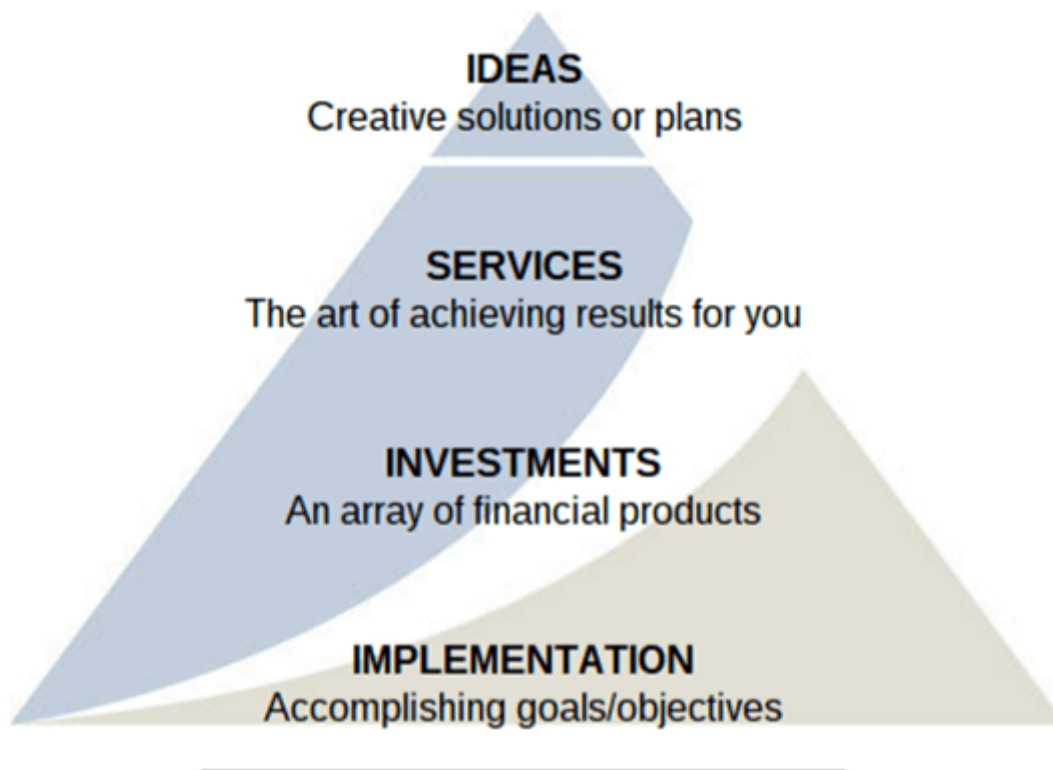 IDEAS
Creative solutions or plans
SERVICES
The art of achieving results for you
INVESTMENTS
An array of financial products
IMPLEMENTATION
Accomplishing goals/objectives